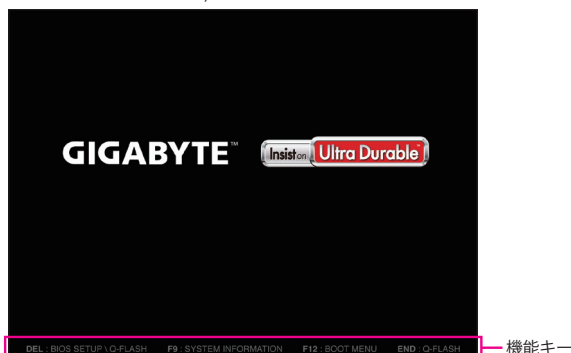 GIGABYTE™ Insist on Ultra Durable™
DEL : BIOS SETUP \ Q-FLASH F9 : SYSTEM INFORMATION F12 : BOOT MENU END : Q-FLASH
機能キー